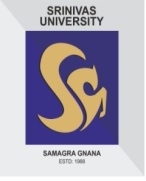 SRINIVAS
UNIVERSITY
SAMAGRA GNANA
ESTD: 1988